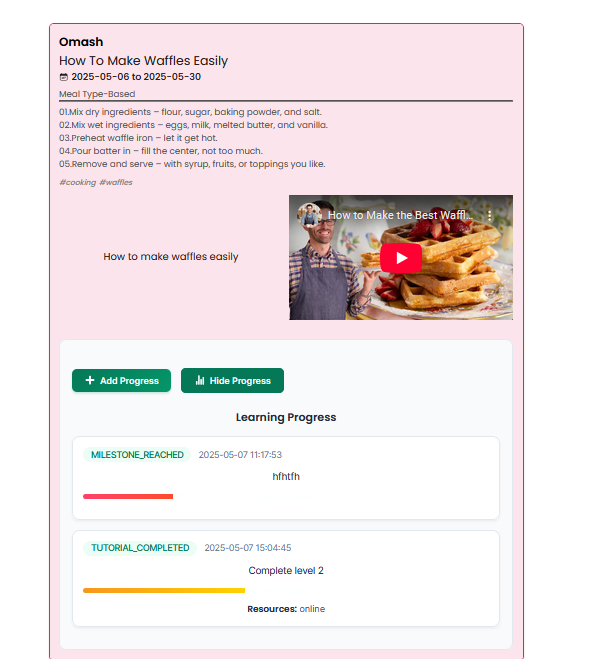 Omash
How To Make Waffles Easily
2025-05-06 to 2025-05-30
Meal Type-Based
01.Mix dry ingredients – flour, sugar, baking powder, and salt.
02.Mix wet ingredients – eggs, milk, melted butter, and vanilla.
03.Preheat waffle iron – let it get hot.
04.Pour batter in – fill the center, not too much.
05.Remove and serve – with syrup, fruits, or toppings you like.
#cooking #waffles
How to make waffles easily
How to Make the Best Waffl...
Add Progress
Hide Progress
Learning Progress
MILESTONE_REACHED 2025-05-07 11:17:53
hfhtfh
TUTORIAL_COMPLETED 2025-05-07 15:04:45
Complete level 2
Resources: online